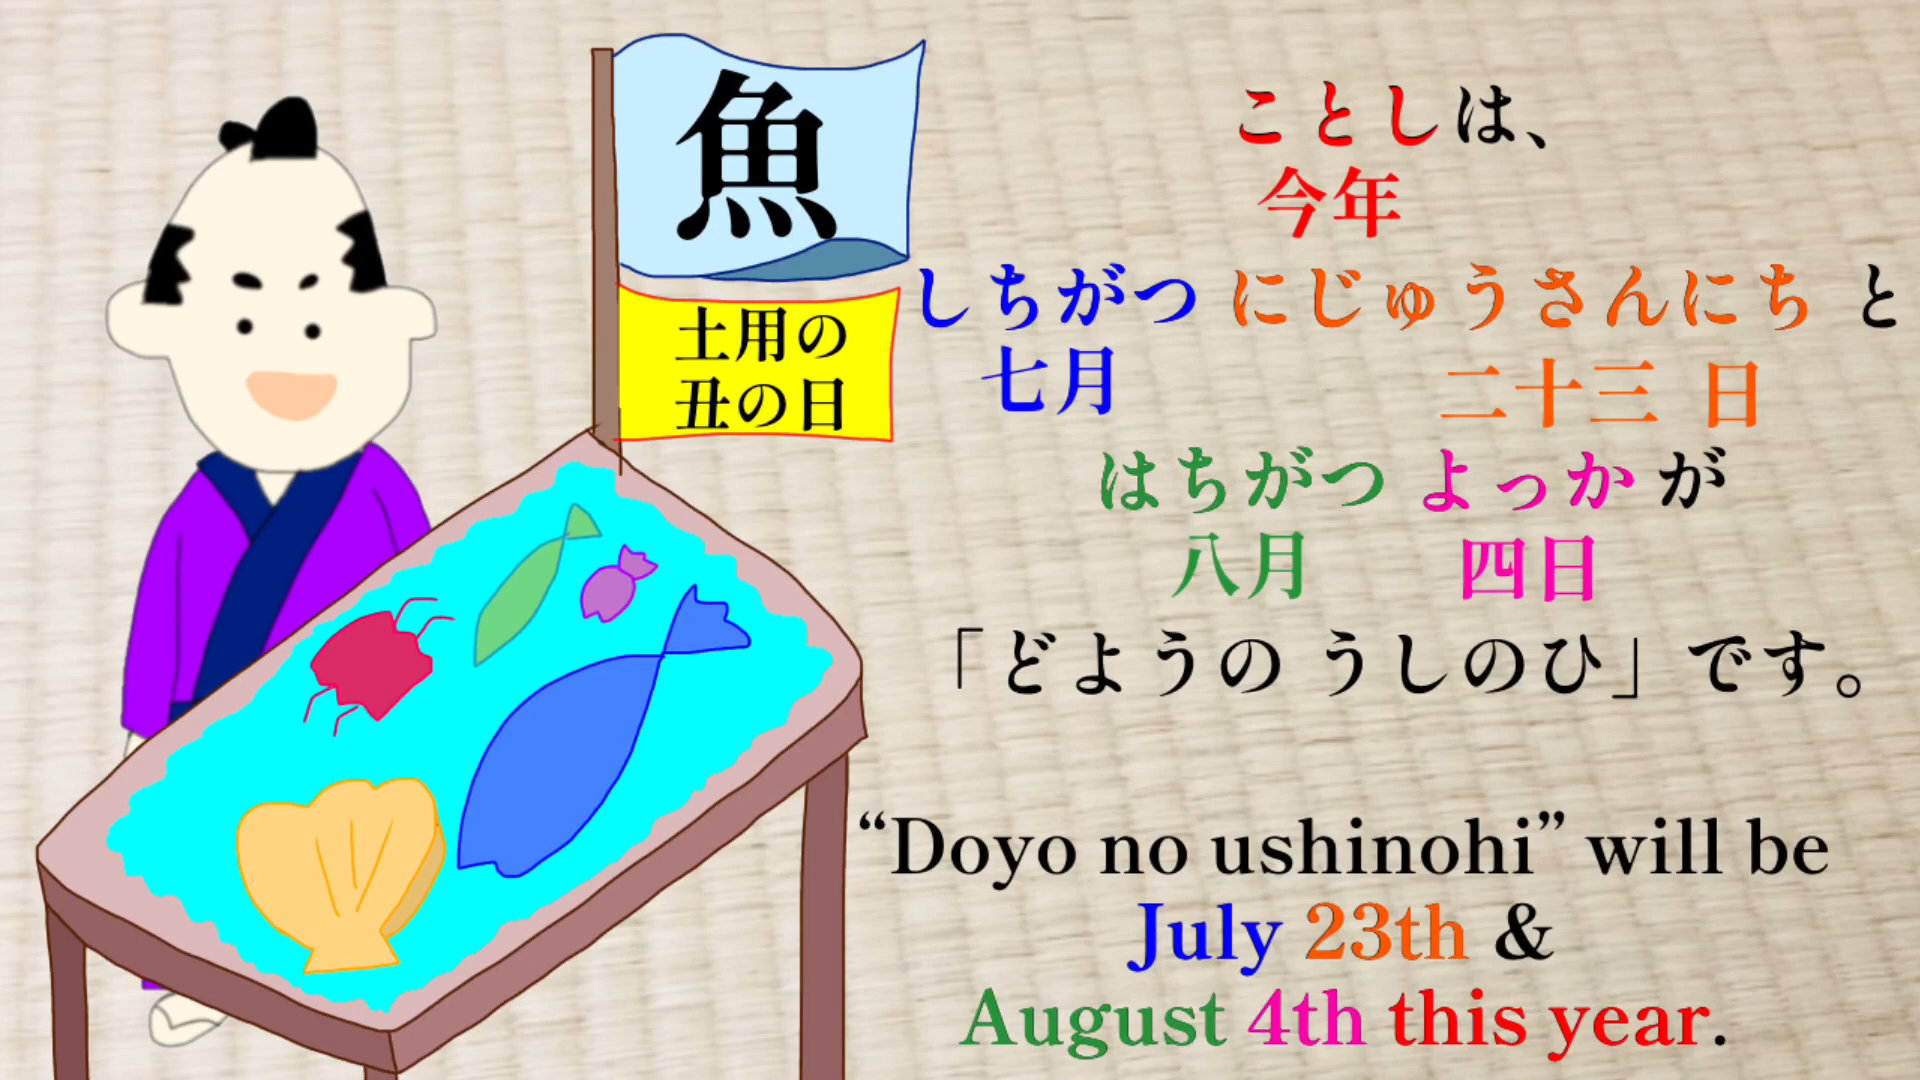 魚
土用の
丑の日
ことしは、
今年
しちがつ にじゅうさんにち と
七月 二十三 日
はちがつ よっか が
八月 四日
「どようの うしのひ」です。
“Doyo no ushinohi” will be
July 23th &
August 4th this year.